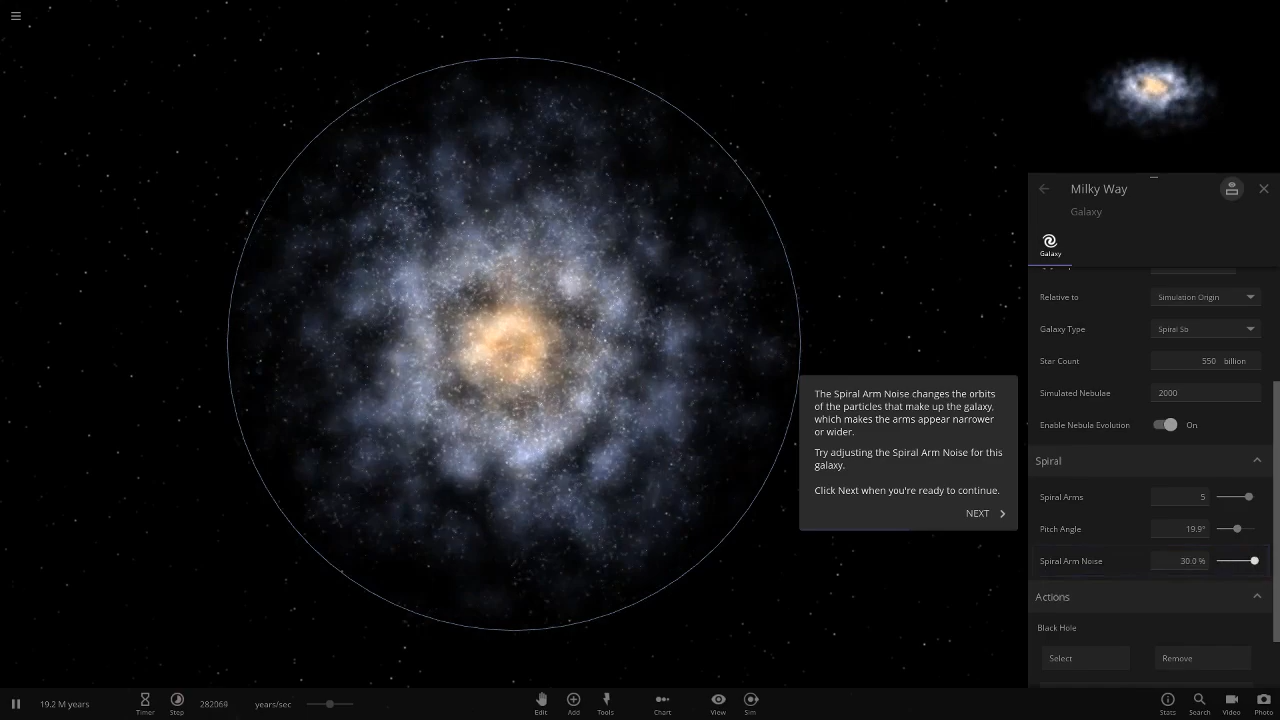 Milky Way
Galaxy
Galaxy
Relative to
Simulation Origin
Galaxy Type
Spiral Sb
Star Count
550 billion
Simulated Nebulae
2000
Enable Nebula Evolution
On
The Spiral Arm Noise changes the orbits
of the particles that make up the galaxy,
which makes the arms appear narrower
or wider.
Try adjusting the Spiral Arm Noise for this
galaxy.
Click Next when you're ready to continue.
NEXT
Spiral
Spiral Arms
5
Pitch Angle
19.9°
Spiral Arm Noise
30.0 %
Actions
Black Hole
Select
Remove
19.2 M years
Timer
Step
282069
years/sec
Edit
Add
Tools
Chart
View
Sim
Stats
Search
Video
Photo